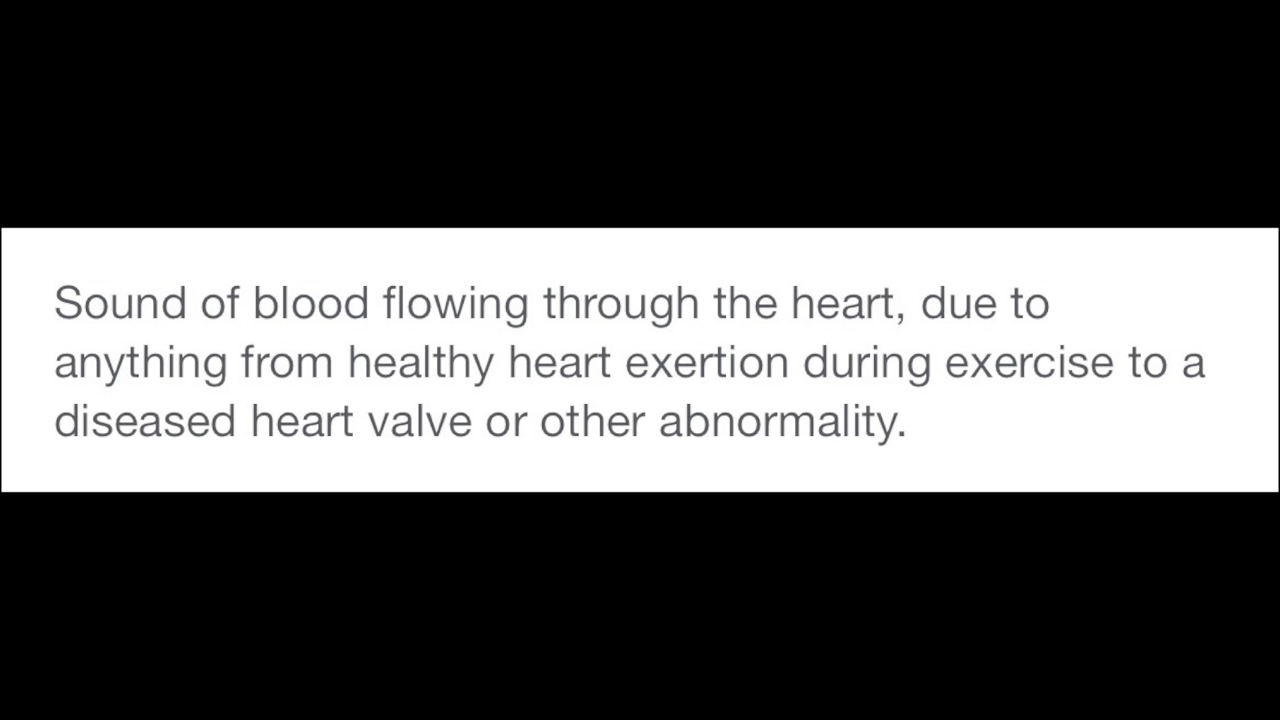 Sound of blood flowing through the heart, due to
anything from healthy heart exertion during exercise to a
diseased heart valve or other abnormality.